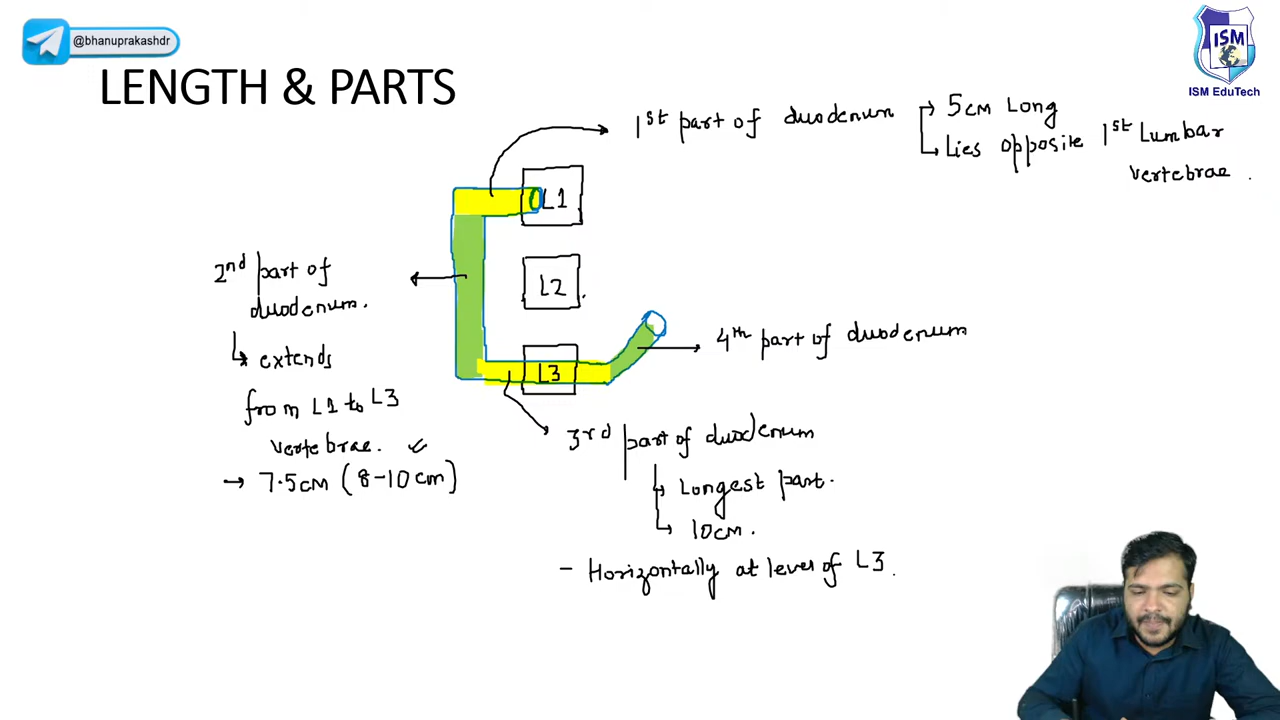 @bhanuprakashdr
ISM
ISM EduTech
LENGTH & PARTS
1st part of duodenum
5cm Long
Lies opposite 1st Lumbar
vertebrae.
L1
2nd part of
duodenum.
extends
from L1 to L3
vertebrae.
→ 7.5cm (8-10cm)
L2
4th part of duodenum
L3
3rd part of duodenum
Longest part.
10cm.
- Horizontally at level of L3.